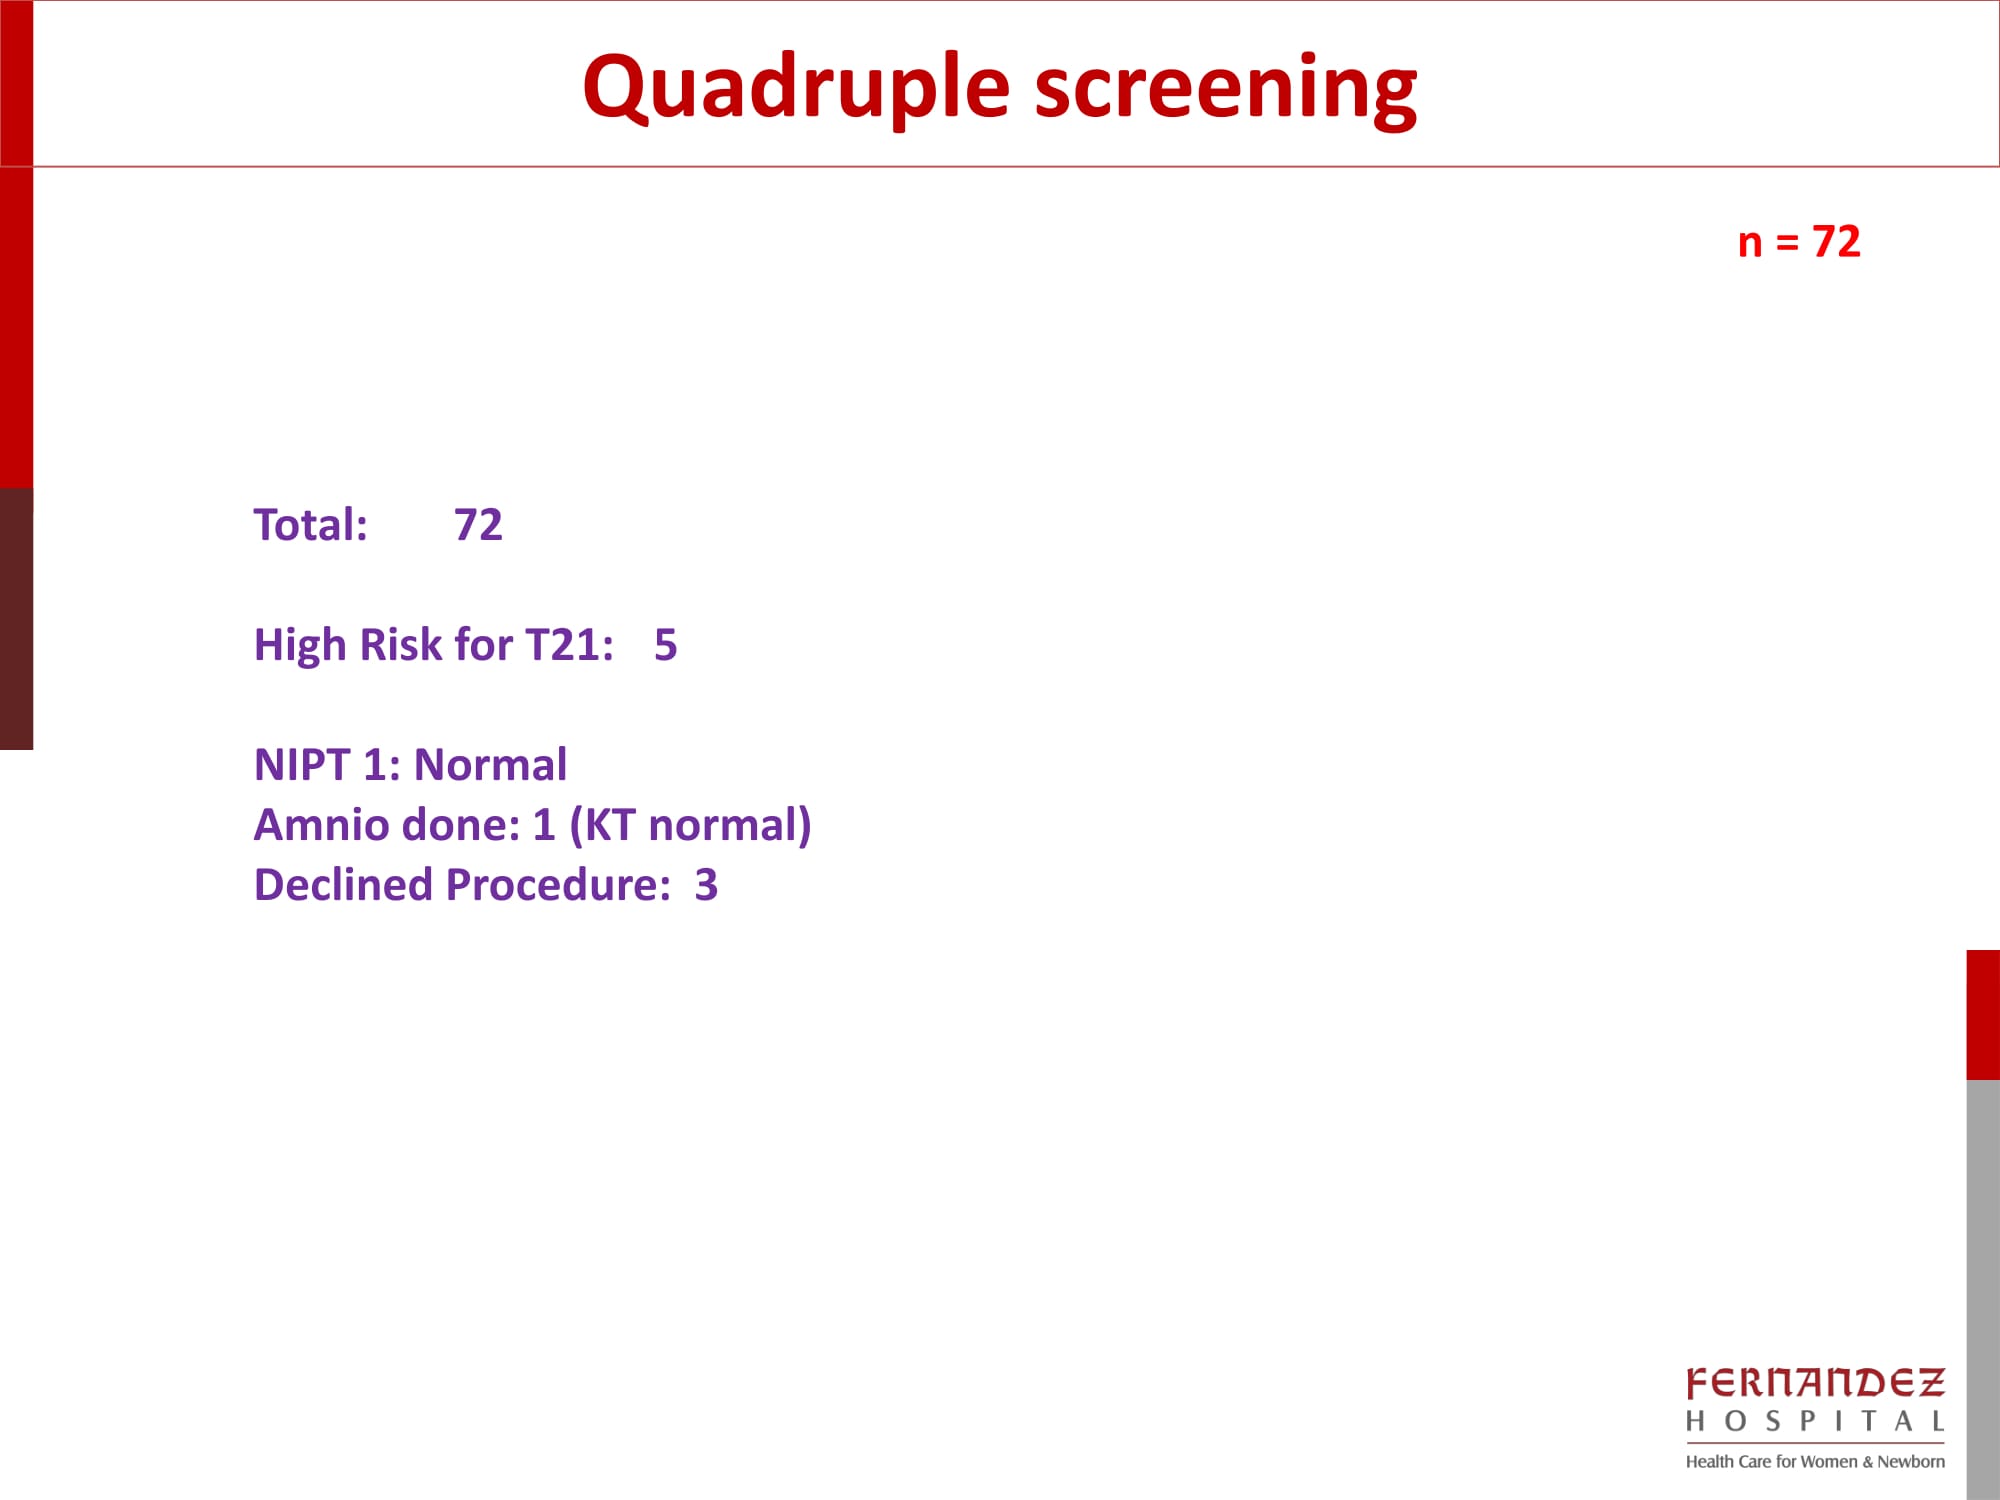 Quadruple screening
n = 72
Total: 72
High Risk for T21: 5
NIPT 1: Normal
Amnio done: 1 (KT normal)
Declined Procedure: 3
FERNANDEZ
HOSPITAL
Health Care for Women & Newborn